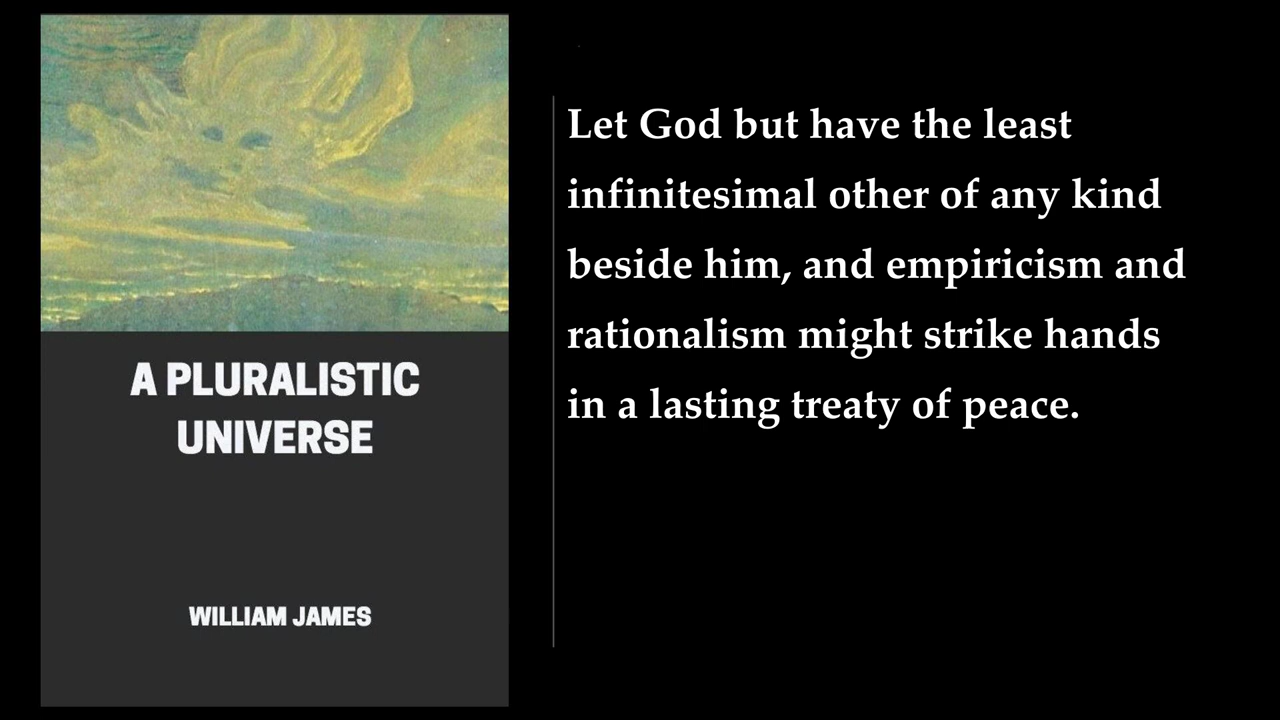 A PLURALISTIC
UNIVERSE
WILLIAM JAMES
Let God but have the least
infinitesimal other of any kind
beside him, and empiricism and
rationalism might strike hands
in a lasting treaty of peace.